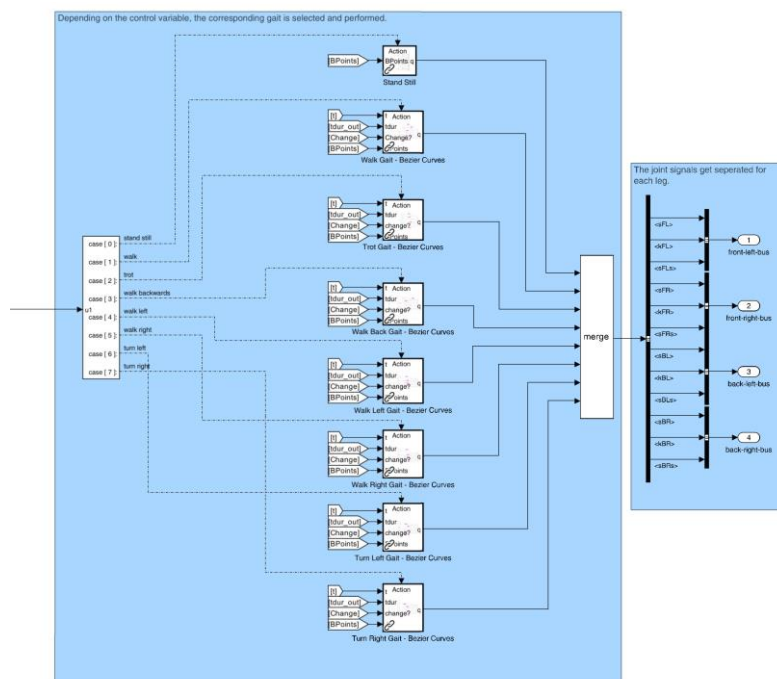 Depending on the control variable, the corresponding gait is selected and performed.
Action
[BPoints]
BPoints q
Stand Still
[t]
t
Action
[tdur_out]
tdur
[Change]
Change?
q
[BPoints]
BPoints
Walk Gait - Bezier Curves
[t]
t
Action
[tdur_out]
tdur
[Change]
change?
q
[BPoints]
Trot Gait - Bezier Curves
[t]
t
Action
[tdur_out]
tdur
[Change]
change?
q
[BPoints]
Walk Back Gait - Bezier Curves
[t]
t
Action
[tdur_out]
tdur
[Change]
change?
q
[BPoints]
Walk Left Gait - Bezier Curves
[t]
t
Action
[tdur_out]
tdur
[Change]
change?
q
[BPoints]
Walk Right Gait - Bezier Curves
[t]
t
Action
[tdur_out]
tdur
[Change]
change?
q
[BPoints]
Turn Left Gait - Bezier Curves
[t]
t
Action
[tdur_out]
tdur
[Change]
change?
q
[BPoints]
Turn Right Gait - Bezier Curves
u1
case [ 0 ]:
stand still
case [ 1 ]:
walk
case [ 2 ]:
trot
case [ 3 ]:
walk backwards
case [ 4 ]:
walk left
case [ 5 ]:
walk right
case [ 6 ]:
turn left
case [ 7 ]:
turn right
merge
The joint signals get seperated for
each leg.
<sFL>
<kFL>
<sFLs>
<sFR>
<kFR>
<sFRs>
<sBL>
<kBL>
<sBLs>
<sBR>
<kBR>
<sBRs>
1
front-left-bus
2
front-right-bus
3
back-left-bus
4
back-right-bus